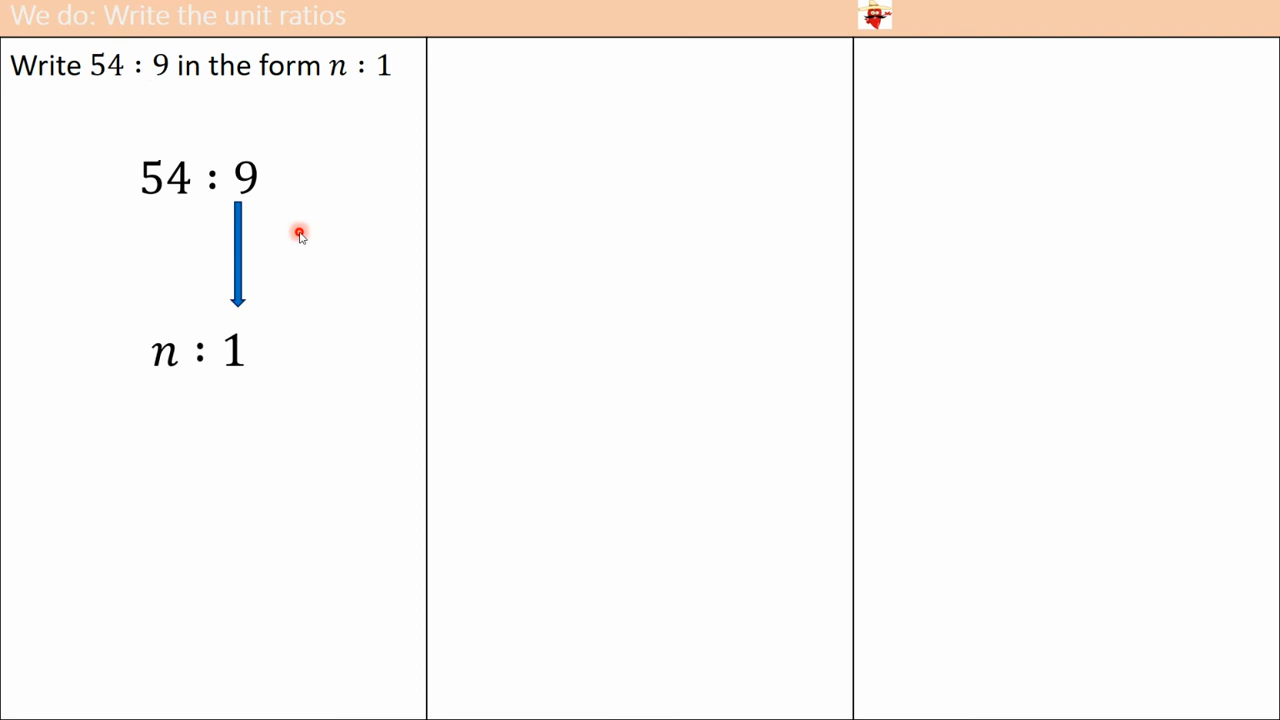 We do: Write the unit ratios
Write 54 : 9 in the form n : 1
54 : 9
n : 1